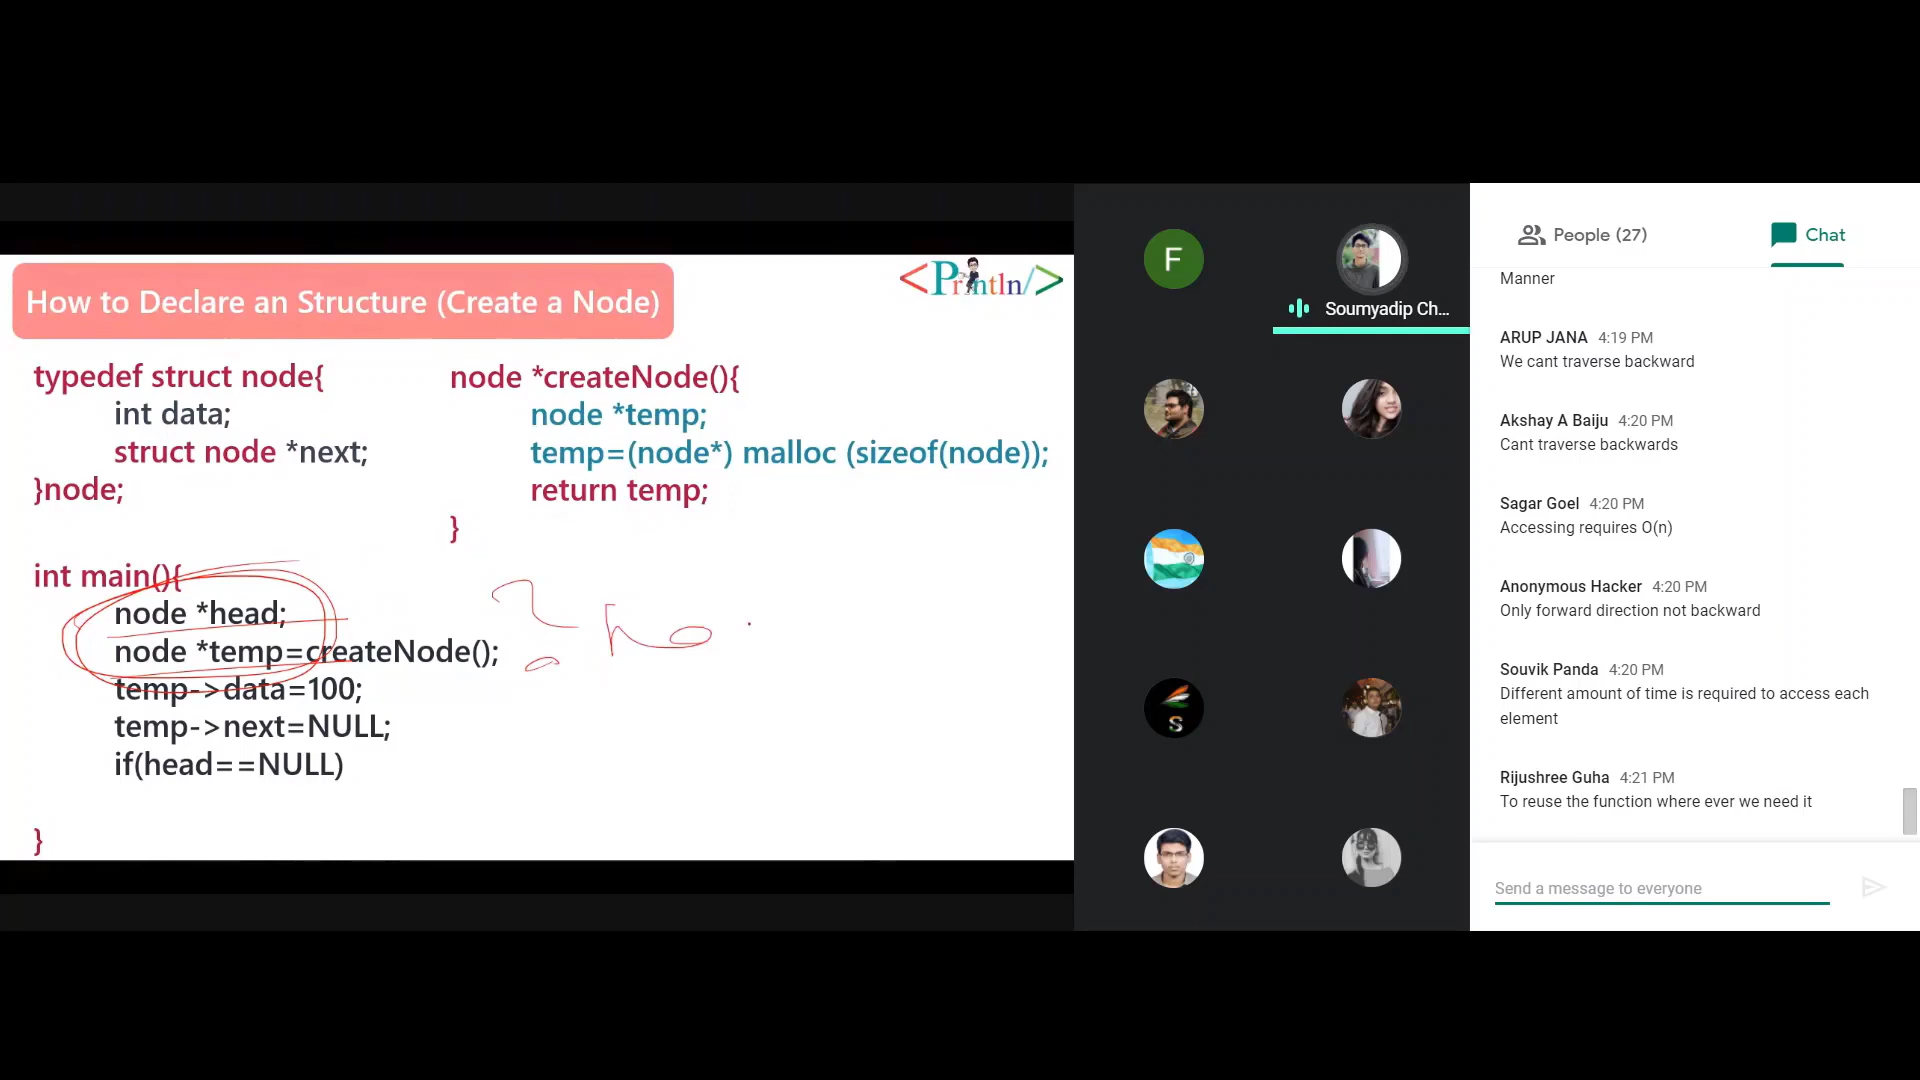 How to Declare an Structure (Create a Node)
<Println/>
typedef struct node{
int data;
struct node *next;
}node;
node *createNode(){
node *temp;
temp=(node*) malloc (sizeof(node));
return temp;
}
int main(){
node *head;
node *temp=createNode();
temp->data=100;
temp->next=NULL;
if(head==NULL)
}
F
Soumyadip Ch...
S
People (27)
Chat
Manner
ARUP JANA 4:19 PM
We cant traverse backward
Akshay A Baiju 4:20 PM
Cant traverse backwards
Sagar Goel 4:20 PM
Accessing requires O(n)
Anonymous Hacker 4:20 PM
Only forward direction not backward
Souvik Panda 4:20 PM
Different amount of time is required to access each
element
Rijushree Guha 4:21 PM
To reuse the function where ever we need it
Send a message to everyone